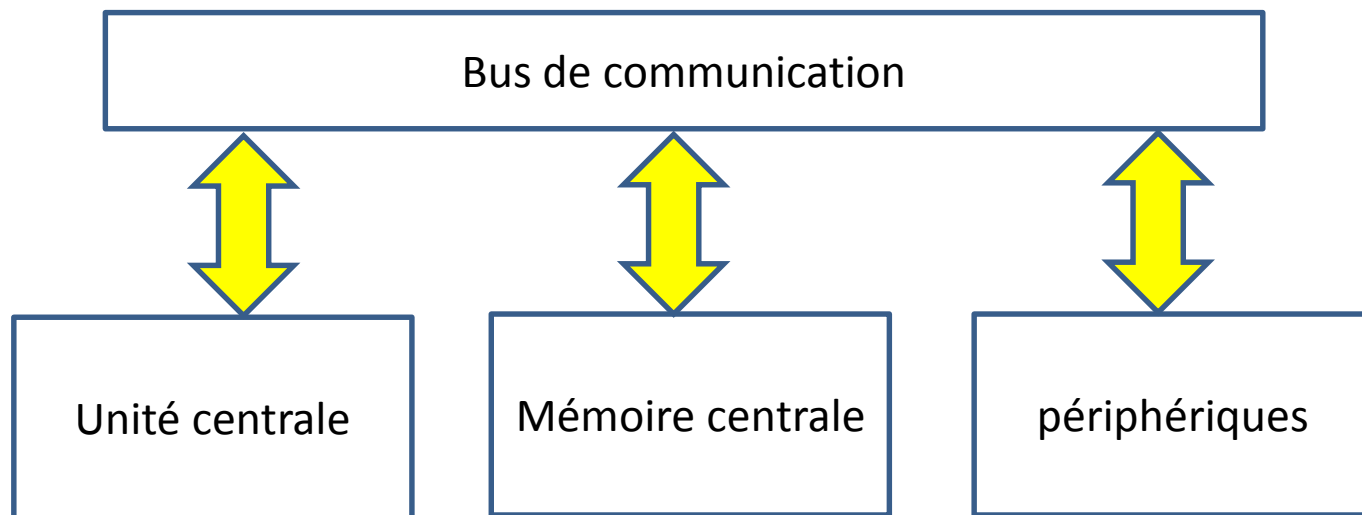 Bus de communication
Unité centrale
Mémoire centrale
périphériques